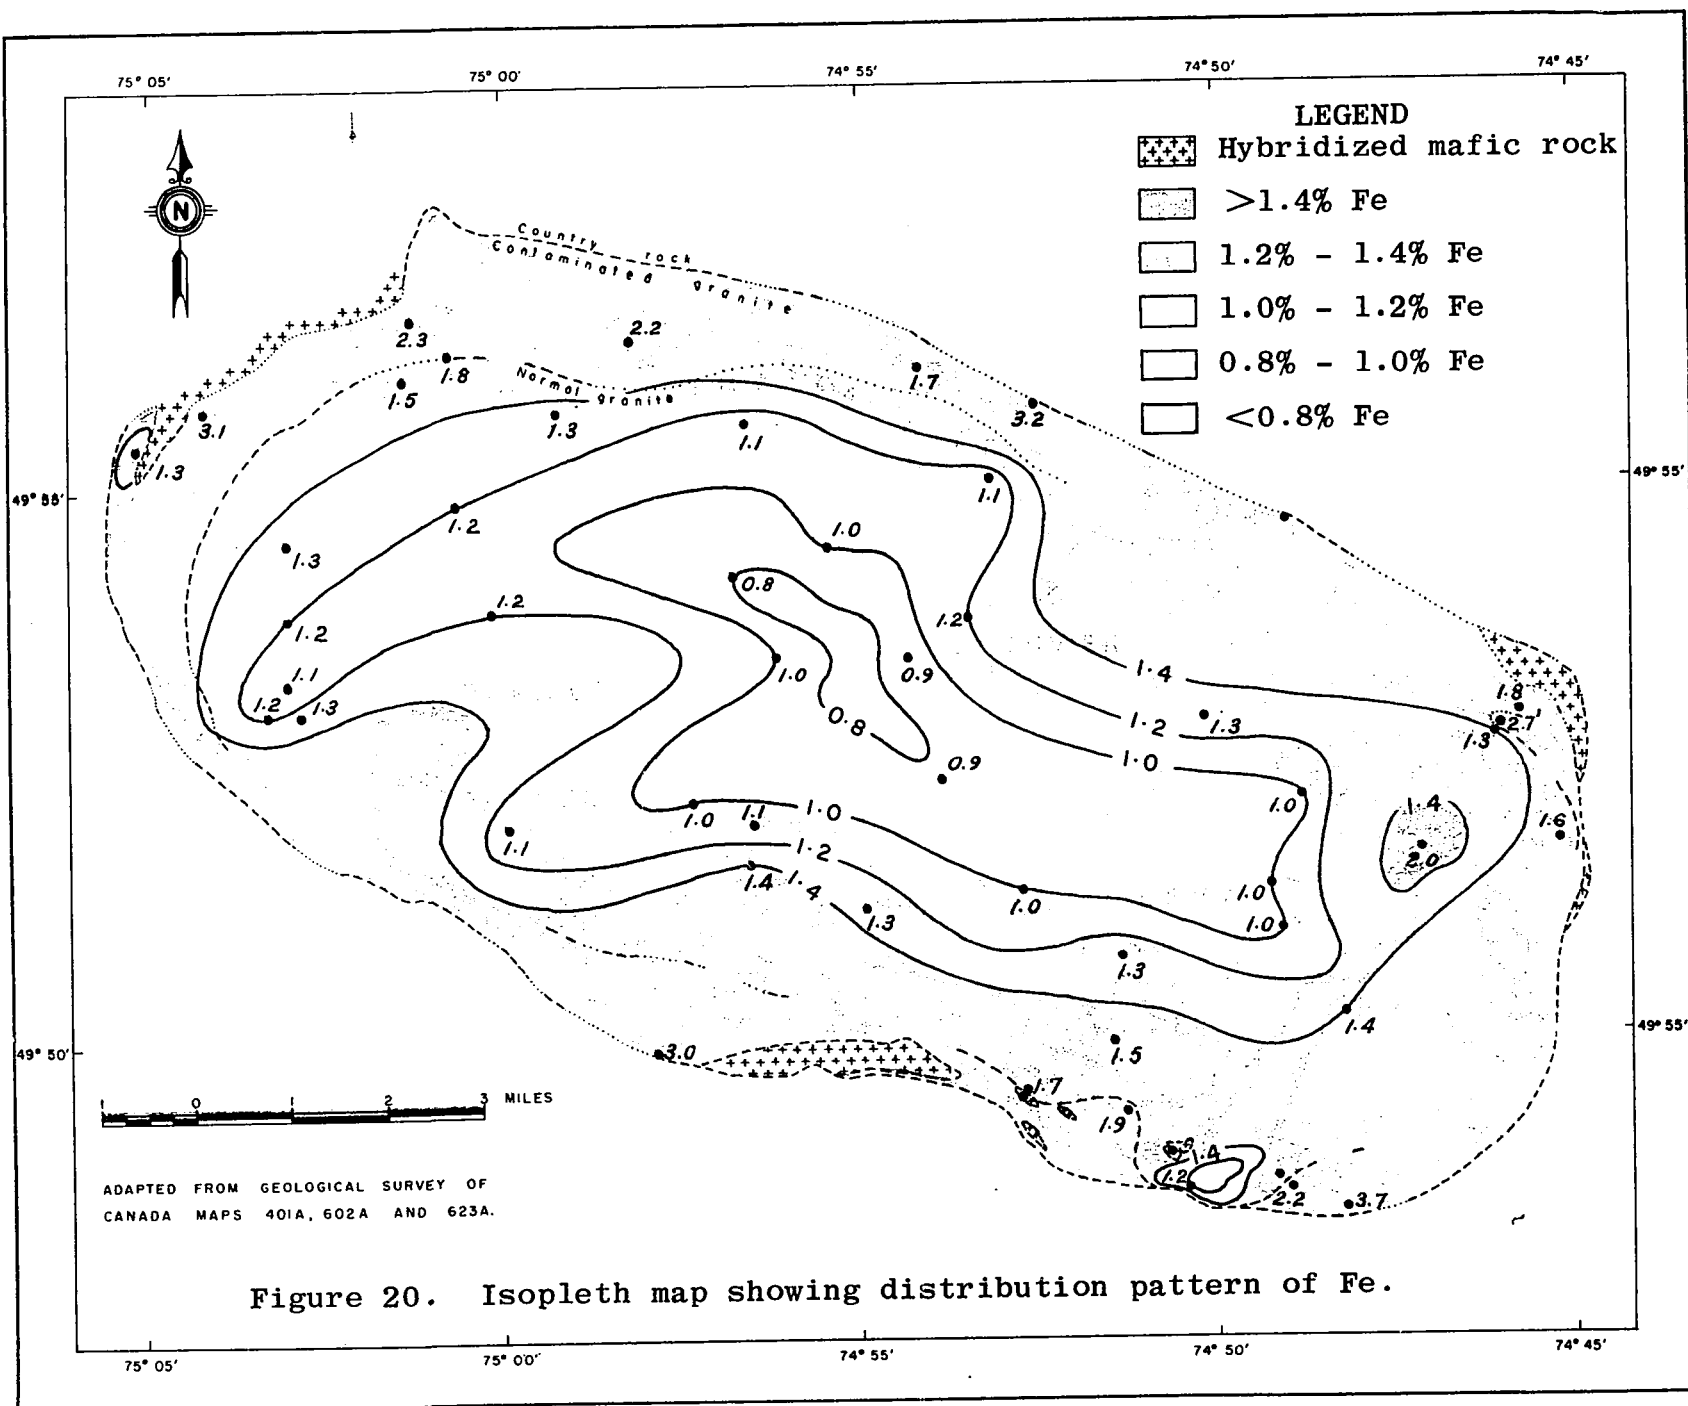 75° 05' 75° 00' 74° 55' 74° 50' 74° 45'
N
LEGEND
Hybridized mafic rock
>1.4% Fe
1.2% - 1.4% Fe
1.0% - 1.2% Fe
0.8% - 1.0% Fe
<0.8% Fe
Country rock
Contaminated granite
2.3
2.2
1.8
1.5
1.7
Normal granite
3.2
3.1
1.3
1.3
1.1
1.1
49° 55' 49° 55'
1.2
1.0
1.3
0.8
1.2
1.2
1.2
1.0
0.9
1.4
1.1
1.2
1.3
0.8
1.2
1.3
1.8
2.7
1.3
1.0
0.9
1.0
1.4
1.0
1.1
1.0
1.6
1.1
1.2
2.0
1.4
1.4
1.0
1.0
1.3
1.0
1.3
1.4
49° 50' 3.0 1.5 49° 55'
1.7
1.9
1 0 1 2 3 MILES
1.4
1.2
2.2
3.7
ADAPTED FROM GEOLOGICAL SURVEY OF
CANADA MAPS 401A, 602A AND 623A.
Figure 20. Isopleth map showing distribution pattern of Fe.
75° 05' 75° 00' 74° 55' 74° 50' 74° 45'